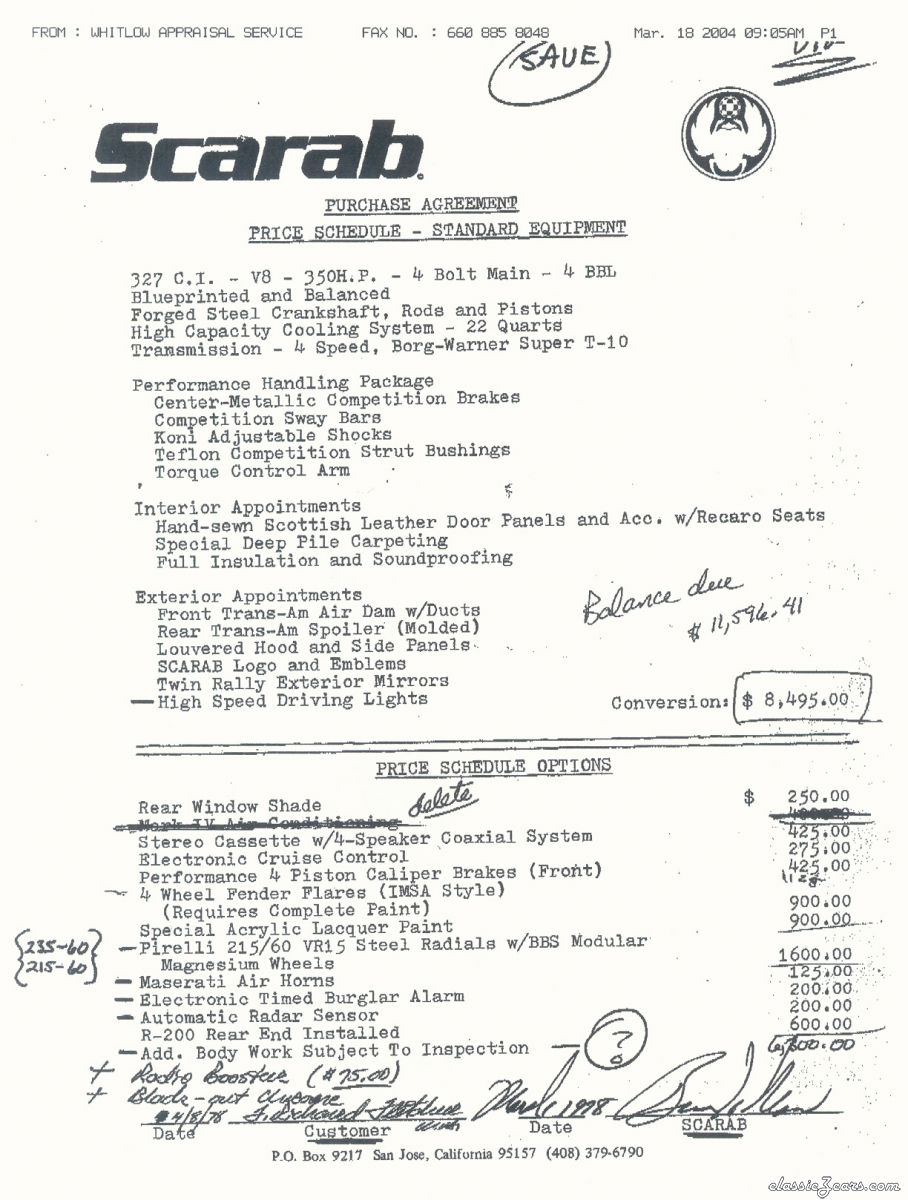 FROM : WHITLOW APPRAISAL SERVICE FAX NO. : 660 885 8048 Mar. 18 2004 09:05AM P1
SAVE
Scarab
PURCHASE AGREEMENT
PRICE SCHEDULE - STANDARD EQUIPMENT
327 C.I. - V8 - 350H.P. - 4 Bolt Main - 4 BBL
Blueprinted and Balanced
Forged Steel Crankshaft, Rods and Pistons
High Capacity Cooling System - 22 Quarts
Transmission - 4 Speed, Borg-Warner Super T-10
Performance Handling Package
Center-Metallic Competition Brakes
Competition Sway Bars
Koni Adjustable Shocks
Teflon Competition Strut Bushings
Torque Control Arm
Interior Appointments
Hand-sewn Scottish Leather Door Panels and Acc. w/Recaro Seats
Special Deep Pile Carpeting
Full Insulation and Soundproofing
Exterior Appointments
Front Trans-Am Air Dam w/Ducts
Rear Trans-Am Spoiler (Molded)
Louvered Hood and Side Panels
SCARAB Logo and Emblems
Twin Rally Exterior Mirrors
High Speed Driving Lights
Balance due
$ 11,596.41
Conversion: $ 8,495.00
PRICE SCHEDULE OPTIONS
Rear Window Shade $ 250.00
delete
Mark IV Air Conditioning
Stereo Cassette w/4-Speaker Coaxial System 425.00
Electronic Cruise Control 275.00
Performance 4 Piston Caliper Brakes (Front) 425.00
4 Wheel Fender Flares (IMSA Style)
(Requires Complete Paint) 900.00
Special Acrylic Lacquer Paint 900.00
{235-60}
{215-60}
Pirelli 215/60 VR15 Steel Radials w/BBS Modular
Magnesium Wheels 1600.00
Maserati Air Horns 125.00
Electronic Timed Burglar Alarm 200.00
Automatic Radar Sensor 200.00
R-200 Rear End Installed 600.00
Add. Body Work Subject To Inspection - ?
+ Radio Booster ($75.00)
+ Black-out chrome
4/8/78 March 1978
Date Customer Date SCARAB
P.O. Box 9217 San Jose, California 95157 (408) 379-6790
classiczcars.com